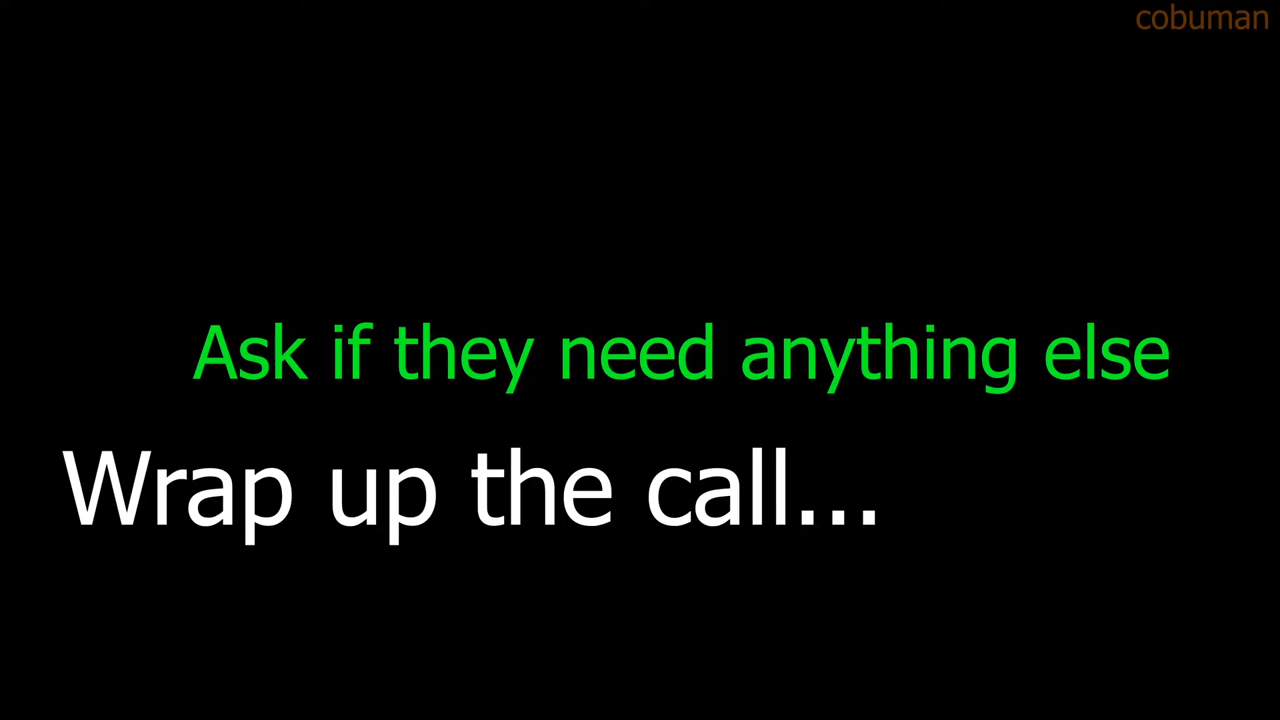 cobuman
Ask if they need anything else
Wrap up the call...